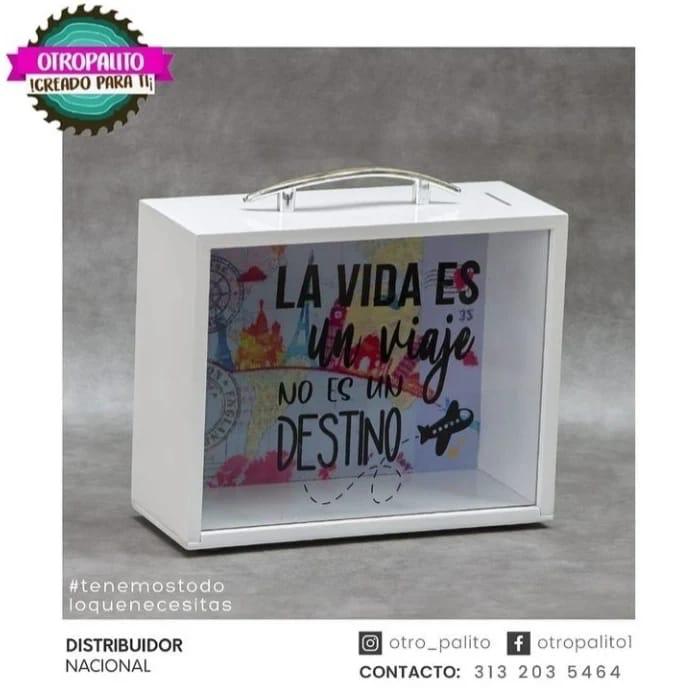 OTROPALITO
!CREADO PARA TI¡
LA VIDA ES
un viaje
NO ES UN
DESTINO
ENGLAND
#tenemostodo
loquenecesitas
DISTRIBUIDOR
NACIONAL
otro_palito
otropalito1
CONTACTO: 313 203 5464